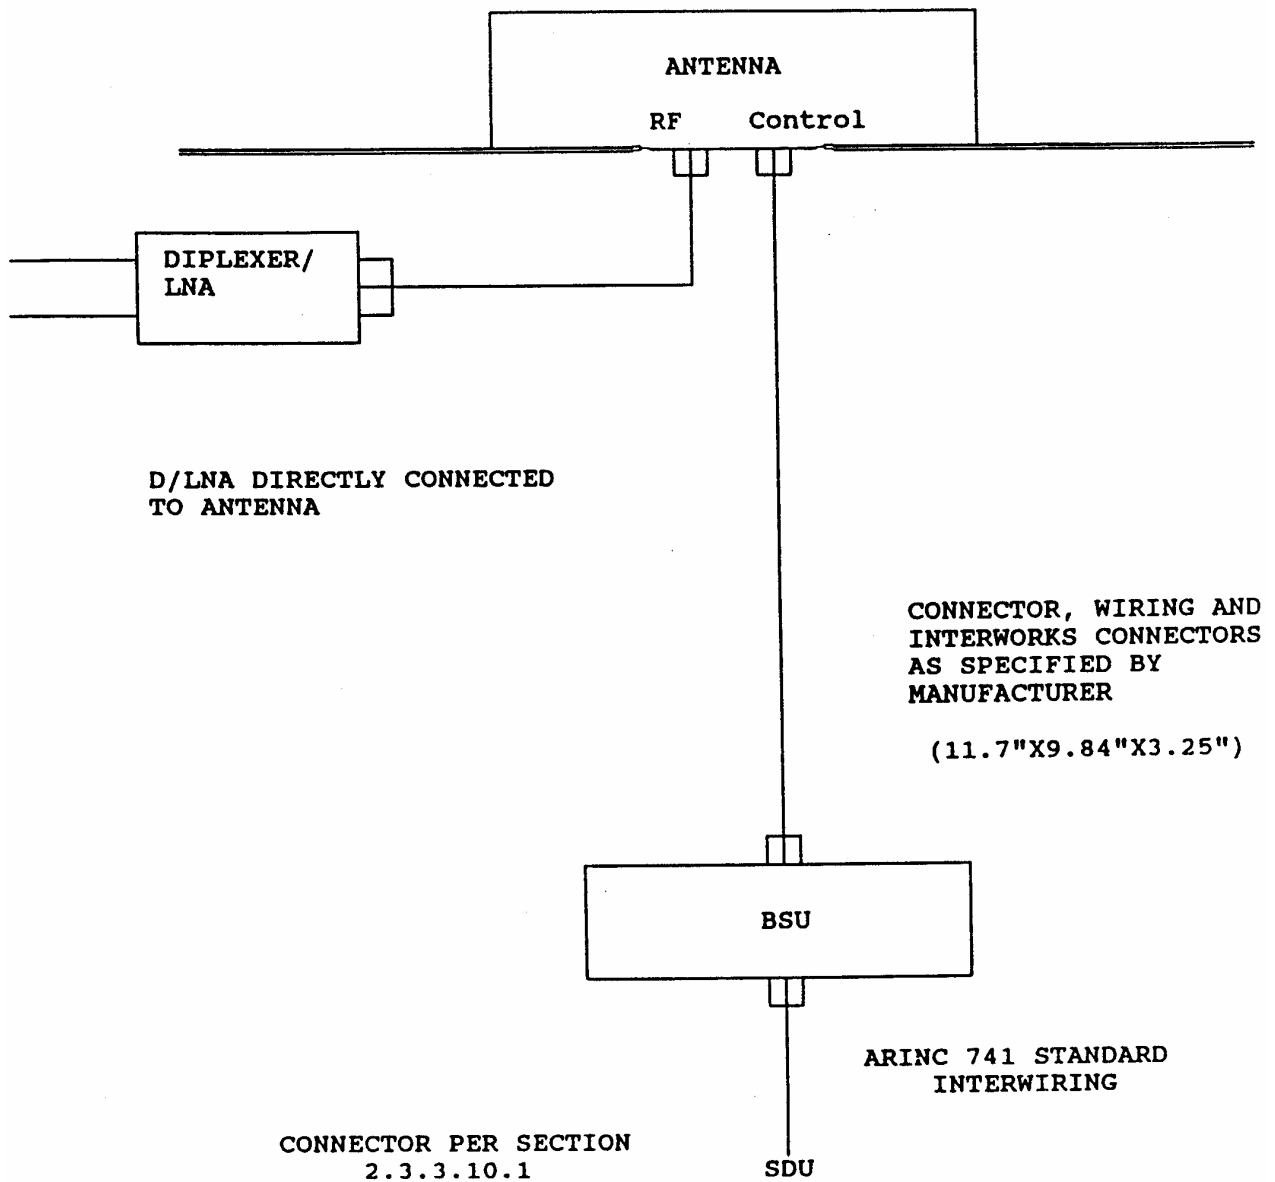 ANTENNA
RF Control
DIPLEXER/
LNA
D/LNA DIRECTLY CONNECTED
TO ANTENNA
CONNECTOR, WIRING AND
INTERWORKS CONNECTORS
AS SPECIFIED BY
MANUFACTURER
(11.7"X9.84"X3.25")
BSU
ARINC 741 STANDARD
INTERWIRING
CONNECTOR PER SECTION
2.3.3.10.1
SDU